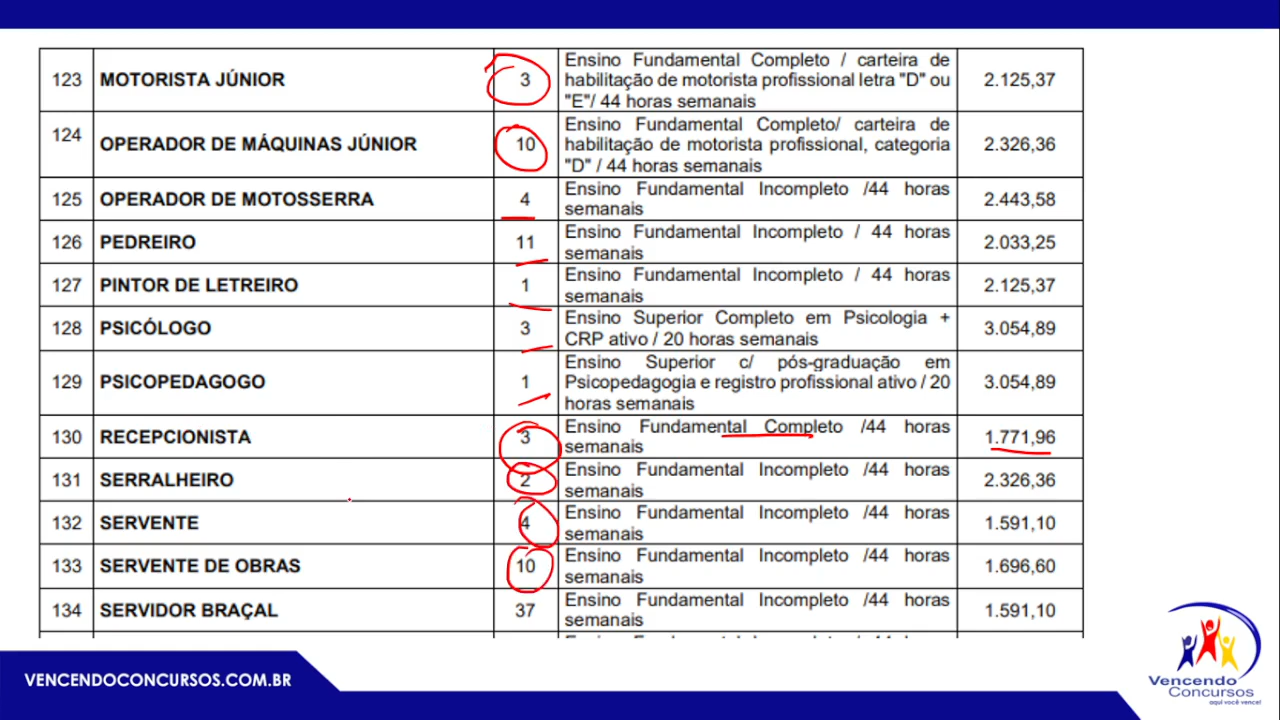 123 MOTORISTA JÚNIOR 3 Ensino Fundamental Completo / carteira de
habilitação de motorista profissional letra "D" ou
"E"/ 44 horas semanais 2.125,37
124 OPERADOR DE MÁQUINAS JÚNIOR 10 Ensino Fundamental Completo/ carteira de
habilitação de motorista profissional, categoria
"D" / 44 horas semanais 2.326,36
125 OPERADOR DE MOTOSSERRA 4 Ensino Fundamental Incompleto /44 horas
semanais 2.443,58
126 PEDREIRO 11 Ensino Fundamental Incompleto / 44 horas
semanais 2.033,25
127 PINTOR DE LETREIRO 1 Ensino Fundamental Incompleto / 44 horas
semanais 2.125,37
128 PSICÓLOGO 3 Ensino Superior Completo em Psicologia +
CRP ativo / 20 horas semanais 3.054,89
129 PSICOPEDAGOGO 1 Ensino Superior c/ pós-graduação em
Psicopedagogia e registro profissional ativo / 20
horas semanais 3.054,89
130 RECEPCIONISTA 3 Ensino Fundamental Completo /44 horas
semanais 1.771,96
131 SERRALHEIRO 2 Ensino Fundamental Incompleto /44 horas
semanais 2.326,36
132 SERVENTE 4 Ensino Fundamental Incompleto /44 horas
semanais 1.591,10
133 SERVENTE DE OBRAS 10 Ensino Fundamental Incompleto /44 horas
semanais 1.696,60
134 SERVIDOR BRAÇAL 37 Ensino Fundamental Incompleto /44 horas
semanais 1.591,10
VENCENDOCONCURSOS.COM.BR
Vencendo
Concursos
aqui você vence!